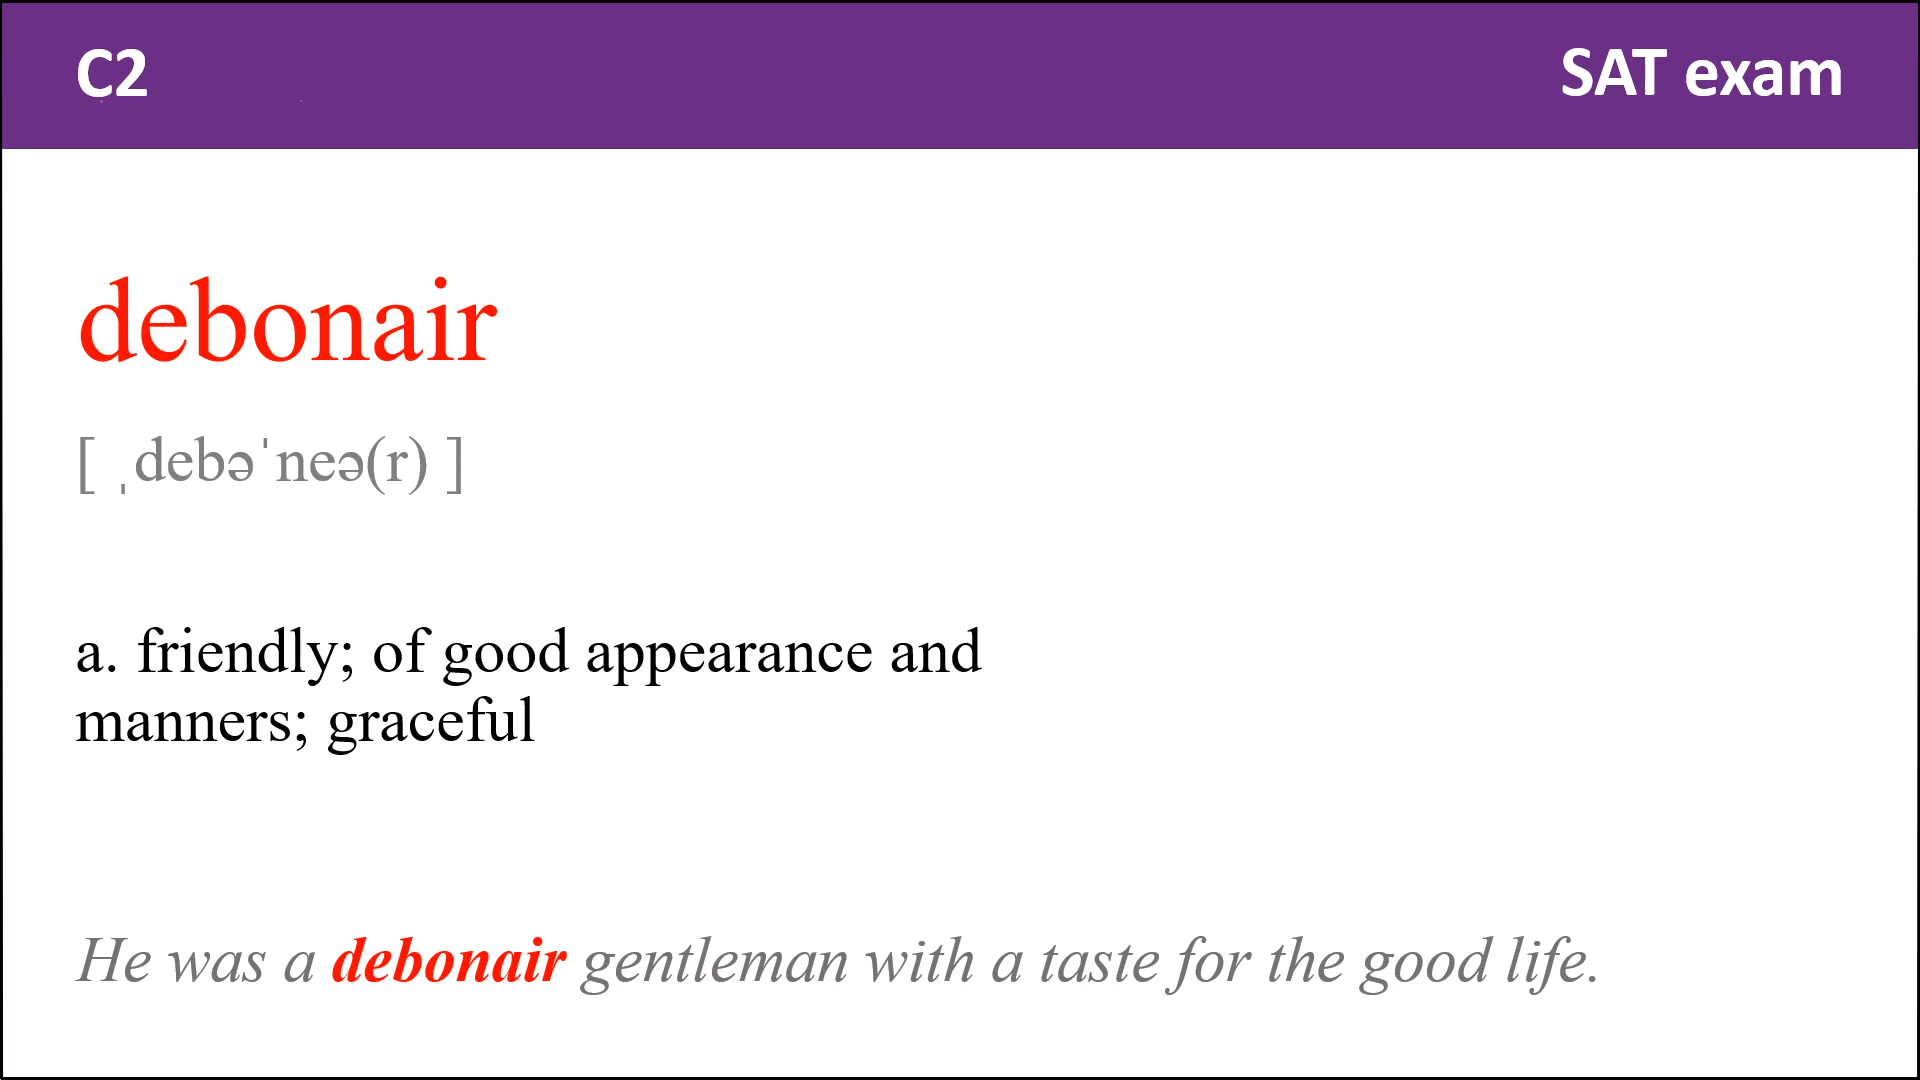 C2
SAT exam
debonair
[ ˌdebəˈneə(r) ]
a. friendly; of good appearance and
manners; graceful
He was a debonair gentleman with a taste for the good life.